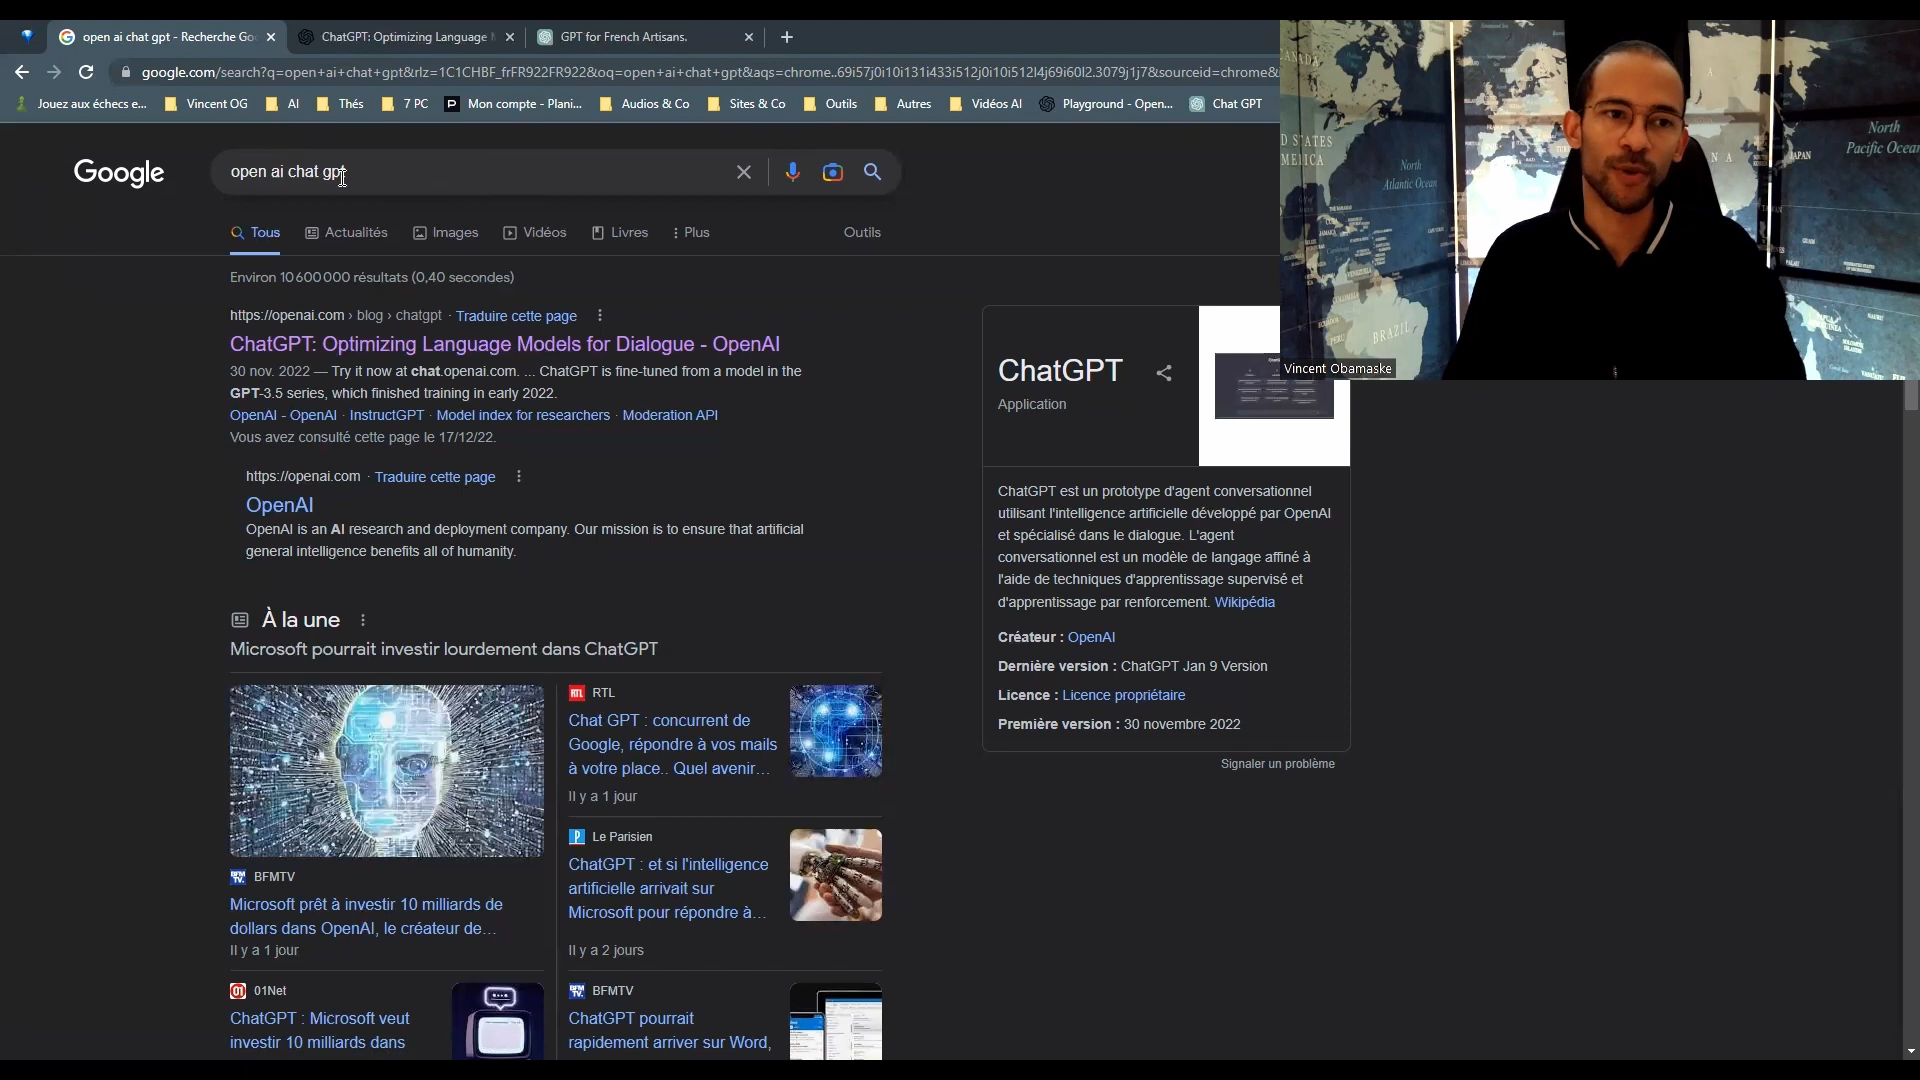 open ai chat gpt - Recherche Go
ChatGPT: Optimizing Language
GPT for French Artisans.
google.com/search?q=open+ai+chat+gpt&rlz=1C1CHBF_frFR922FR922&oq=open+ai+chat+gpt&aqs=chrome..69i57j0i10i131i433i512j0i10i512l4j69i60l2.3079j1j7&sourceid=chrome&
Jouez aux échecs e...
Vincent OG
AI
Thés
7 PC
Mon compte - Plani...
Audios & Co
Sites & Co
Outils
Autres
Vidéos AI
Playground - Open...
Chat GPT
Google
open ai chat gpt
Tous
Actualités
Images
Vidéos
Livres
Plus
Outils
Environ 10 600 000 résultats (0,40 secondes)
https://openai.com › blog › chatgpt · Traduire cette page
ChatGPT: Optimizing Language Models for Dialogue - OpenAI
30 nov. 2022 — Try it now at chat.openai.com. ... ChatGPT is fine-tuned from a model in the
GPT-3.5 series, which finished training in early 2022.
OpenAI - OpenAI · InstructGPT · Model index for researchers · Moderation API
Vous avez consulté cette page le 17/12/22.
https://openai.com · Traduire cette page
OpenAI
OpenAI is an AI research and deployment company. Our mission is to ensure that artificial
general intelligence benefits all of humanity.
À la une
Microsoft pourrait investir lourdement dans ChatGPT
BFMTV
Microsoft prêt à investir 10 milliards de
dollars dans OpenAI, le créateur de...
Il y a 1 jour
RTL
Chat GPT : concurrent de
Google, répondre à vos mails
à votre place.. Quel avenir...
Il y a 1 jour
Le Parisien
ChatGPT : et si l'intelligence
artificielle arrivait sur
Microsoft pour répondre à...
Il y a 2 jours
01Net
ChatGPT : Microsoft veut
investir 10 milliards dans
BFMTV
ChatGPT pourrait
rapidement arriver sur Word,
ChatGPT
Application
ChatGPT est un prototype d'agent conversationnel
utilisant l'intelligence artificielle développé par OpenAI
et spécialisé dans le dialogue. L'agent
conversationnel est un modèle de langage affiné à
l'aide de techniques d'apprentissage supervisé et
d'apprentissage par renforcement. Wikipédia
Créateur : OpenAI
Dernière version : ChatGPT Jan 9 Version
Licence : Licence propriétaire
Première version : 30 novembre 2022
Signaler un problème
North
Atlantic Ocean
BRAZIL
JAPAN
North
Pacific Ocean
Vincent Obamaske